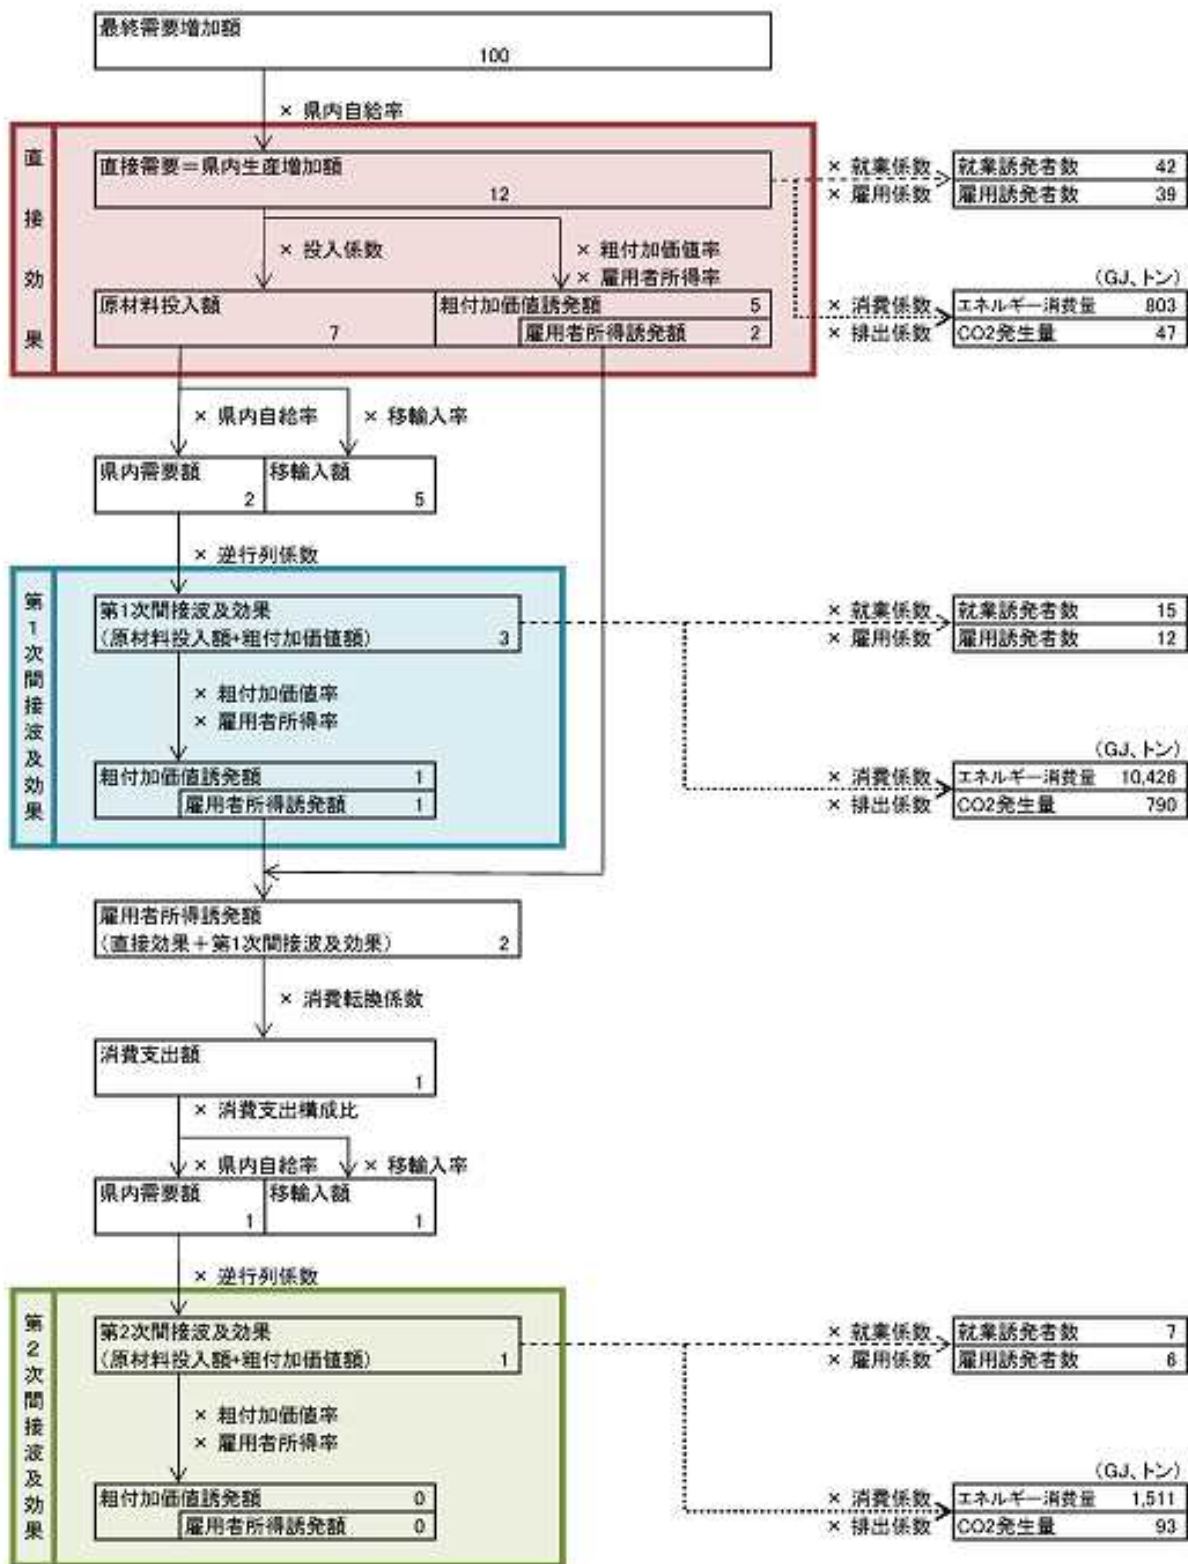 最終需要増加額
100
× 県内自給率
直接効果
直接需要＝県内生産増加額
12
× 就業係数
就業誘発者数 42
× 雇用係数
雇用誘発者数 39
× 投入係数
× 粗付加価値率
× 雇用者所得率
(GJ、トン)
原材料投入額
7
粗付加価値誘発額 5
雇用者所得誘発額 2
× 消費係数
エネルギー消費量 803
× 排出係数
CO2発生量 47
× 県内自給率
× 移輸入率
県内需要額
2
移輸入額
5
× 逆行列係数
第1次間接波及効果
第1次間接波及効果
(原材料投入額+粗付加価値額) 3
× 就業係数
就業誘発者数 15
× 雇用係数
雇用誘発者数 12
× 粗付加価値率
× 雇用者所得率
(GJ、トン)
粗付加価値誘発額 1
雇用者所得誘発額 1
× 消費係数
エネルギー消費量 10,426
× 排出係数
CO2発生量 790
雇用者所得誘発額
(直接効果＋第1次間接波及効果) 2
× 消費転換係数
消費支出額
1
× 消費支出構成比
× 県内自給率
× 移輸入率
県内需要額
1
移輸入額
1
× 逆行列係数
第2次間接波及効果
第2次間接波及効果
(原材料投入額+粗付加価値額) 1
× 就業係数
就業誘発者数 7
× 雇用係数
雇用誘発者数 6
× 粗付加価値率
× 雇用者所得率
(GJ、トン)
粗付加価値誘発額 0
雇用者所得誘発額 0
× 消費係数
エネルギー消費量 1,511
× 排出係数
CO2発生量 93